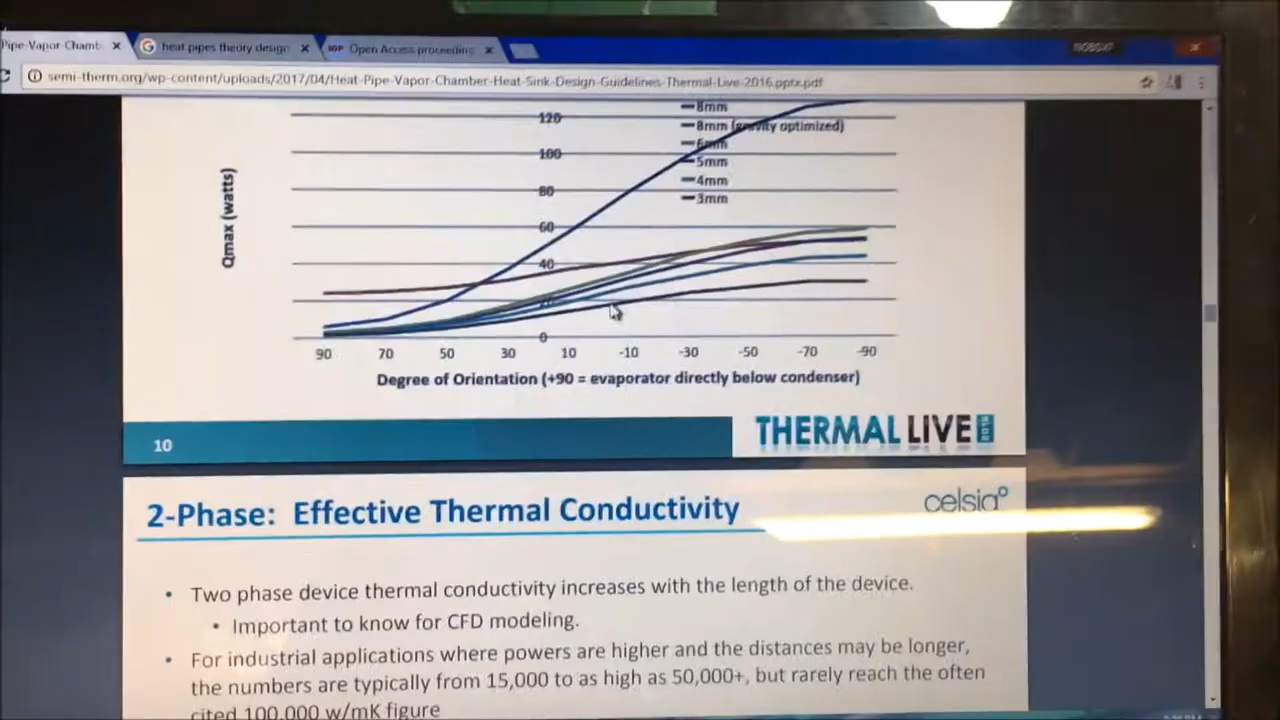 Pipe-Vapor-Chamb
heat pipes theory design
IOP Open Access proceeding
semi-therm.org/wp-content/uploads/2017/04/Heat-Pipe-Vapor-Chamber-Heat-Sink-Design-Guidelines-Thermal-Live-2016.pptx.pdf
Qmax (watts)
120
100
80
60
40
20
0
8mm
8mm (gravity optimized)
6mm
5mm
4mm
3mm
90 70 50 30 10 -10 -30 -50 -70 -90
Degree of Orientation (+90 = evaporator directly below condenser)
10
THERMAL LIVE
2-Phase: Effective Thermal Conductivity
celsia°
• Two phase device thermal conductivity increases with the length of the device.
• Important to know for CFD modeling.
• For industrial applications where powers are higher and the distances may be longer,
the numbers are typically from 15,000 to as high as 50,000+, but rarely reach the often
cited 100,000 w/mK figure